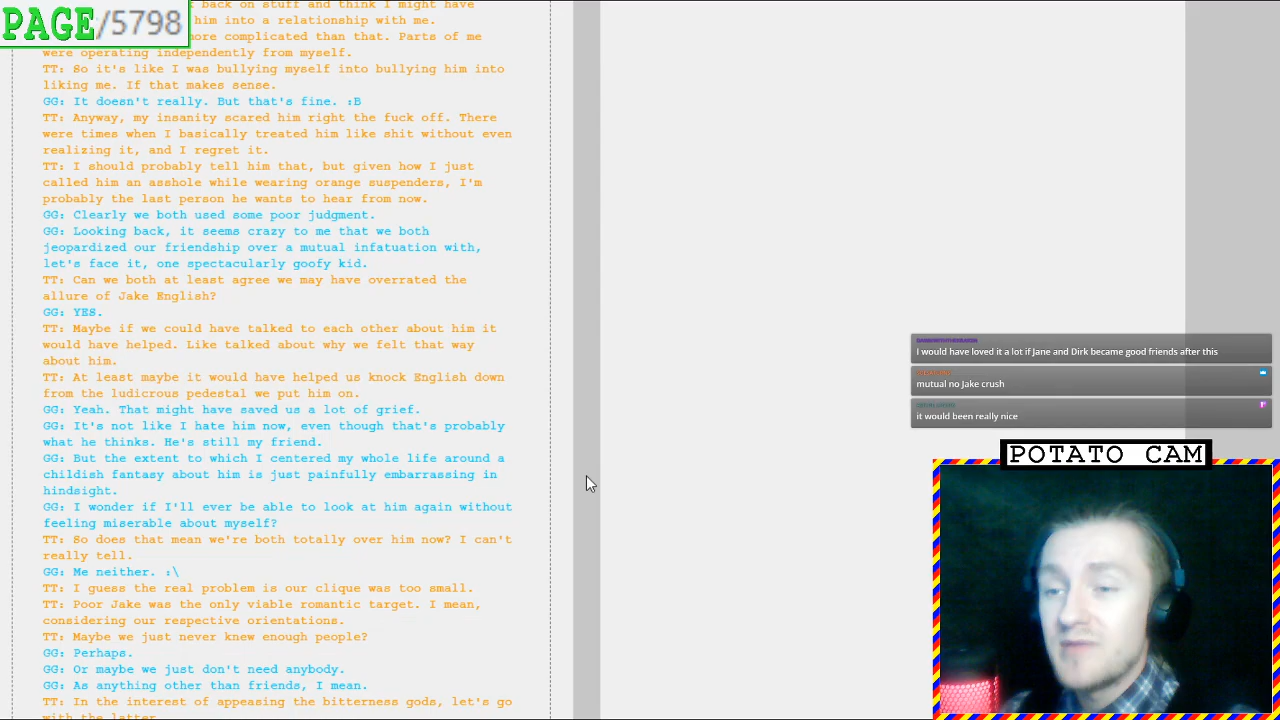 PAGE/5798
back on stuff and think I might have
him into a relationship with me.
more complicated than that. Parts of me
were operating independently from myself.
TT: So it's like I was bullying myself into bullying him into
liking me. If that makes sense.
GG: It doesn't really. But that's fine. :B
TT: Anyway, my insanity scared him right the fuck off. There
were times when I basically treated him like shit without even
realizing it, and I regret it.
TT: I should probably tell him that, but given how I just
called him an asshole while wearing orange suspenders, I'm
probably the last person he wants to hear from now.
GG: Clearly we both used some poor judgment.
GG: Looking back, it seems crazy to me that we both
jeopardized our friendship over a mutual infatuation with,
let's face it, one spectacularly goofy kid.
TT: Can we both at least agree we may have overrated the
allure of Jake English?
GG: YES.
TT: Maybe if we could have talked to each other about him it
would have helped. Like talked about why we felt that way
about him.
TT: At least maybe it would have helped us knock English down
from the ludicrous pedestal we put him on.
GG: Yeah. That might have saved us a lot of grief.
GG: It's not like I hate him now, even though that's probably
what he thinks. He's still my friend.
GG: But the extent to which I centered my whole life around a
childish fantasy about him is just painfully embarrassing in
hindsight.
GG: I wonder if I'll ever be able to look at him again without
feeling miserable about myself?
TT: So does that mean we're both totally over him now? I can't
really tell.
GG: Me neither. :\
TT: I guess the real problem is our clique was too small.
TT: Poor Jake was the only viable romantic target. I mean,
considering our respective orientations.
TT: Maybe we just never knew enough people?
GG: Perhaps.
GG: Or maybe we just don't need anybody.
GG: As anything other than friends, I mean.
TT: In the interest of appeasing the bitterness gods, let's go
with the latter.
I would have loved it a lot if Jane and Dirk became good friends after this
mutual no Jake crush
it would been really nice
POTATO CAM